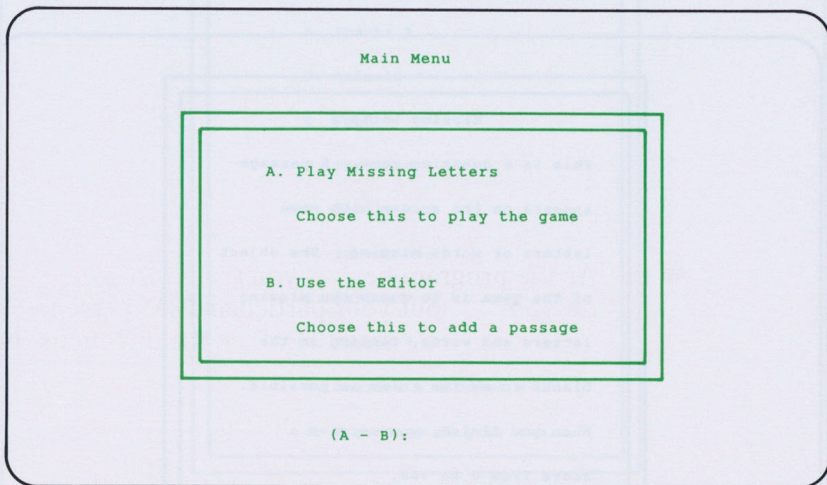 Main Menu
A. Play Missing Letters
Choose this to play the game
B. Use the Editor
Choose this to add a passage
(A - B):